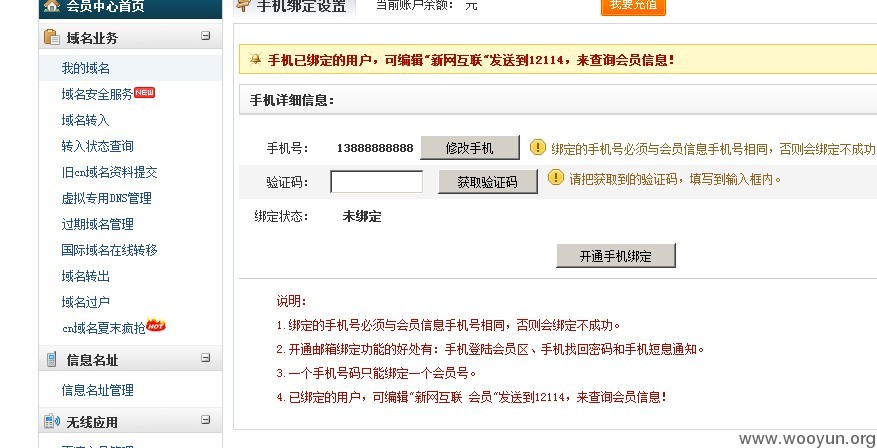 会员中心首页
域名业务
我的域名
域名安全服务 NEW
域名转入
转入状态查询
旧cn域名资料提交
虚拟专用DNS管理
过期域名管理
国际域名在线转移
域名转出
域名过户
cn域名夏末疯抢 HOT
信息名址
信息名址管理
无线应用
手机绑定设置 当前账户余额: 元 我要充值
手机已绑定的用户，可编辑"新网互联"发送到12114，来查询会员信息！
手机详细信息：
手机号： 13888888888 修改手机 绑定的手机号必须与会员信息手机号相同，否则会绑定不成功
验证码： 获取验证码 请把获取到的验证码，填写到输入框内。
绑定状态： 未绑定
开通手机绑定
说明：
1.绑定的手机号必须与会员信息手机号相同，否则会绑定不成功。
2.开通邮箱绑定功能的好处有：手机登陆会员区、手机找回密码和手机短息通知。
3.一个手机号码只能绑定一个会员号。
4.已绑定的用户，可编辑"新网互联 会员"发送到12114，来查询会员信息！
www.wooyun.org